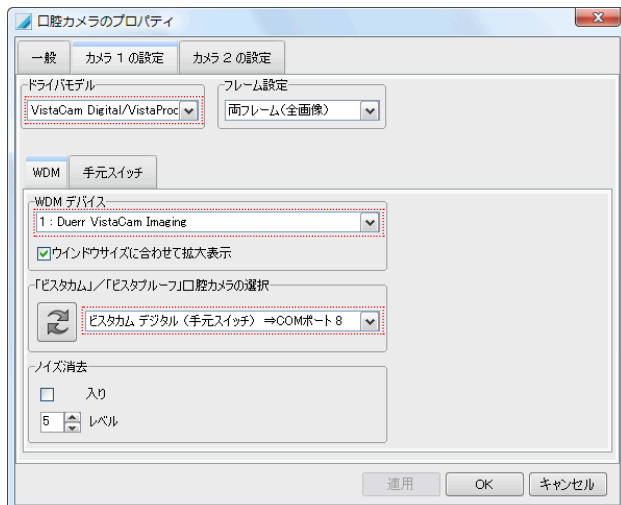 口腔カメラのプロパティ
一般 カメラ 1 の設定 カメラ 2 の設定
ドライバモデル フレーム設定
VistaCam Digital/VistaProc 両フレーム(全画像)
WDM 手元スイッチ
WDM デバイス
1 : Duerr VistaCam Imaging
ウインドウサイズに合わせて拡大表示
「ビスタカム」/「ビスタプルーフ」口腔カメラの選択
ビスタカム デジタル (手元スイッチ) ⇒COMポート 8
ノイズ消去
入り
5 レベル
適用 OK キャンセル